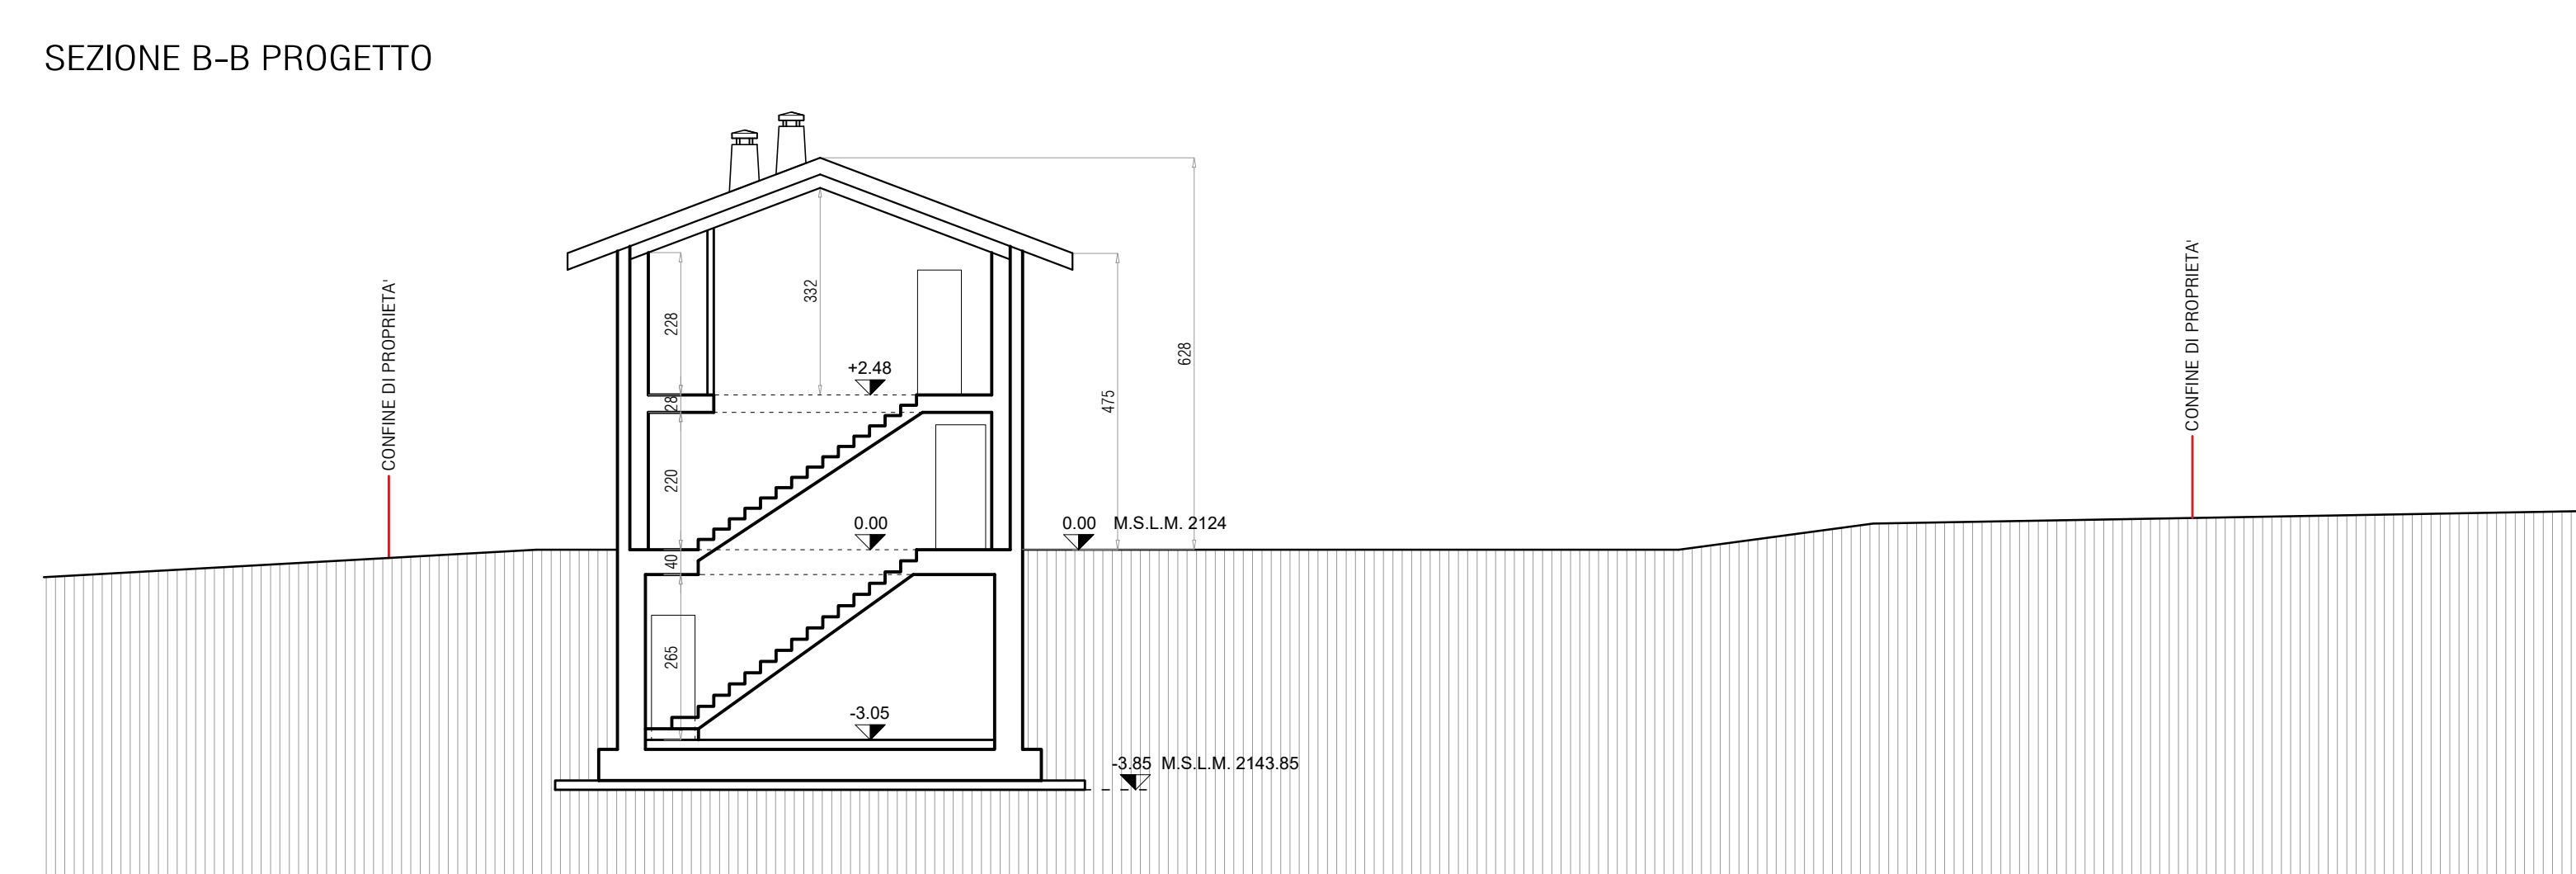 SEZIONE B-B PROGETTO
CONFINE DI PROPRIETA'
CONFINE DI PROPRIETA'
228
332
628
+2.48
28
475
220
0.00
0.00 M.S.L.M. 2124
40
265
-3.05
-3.85 M.S.L.M. 2143.85